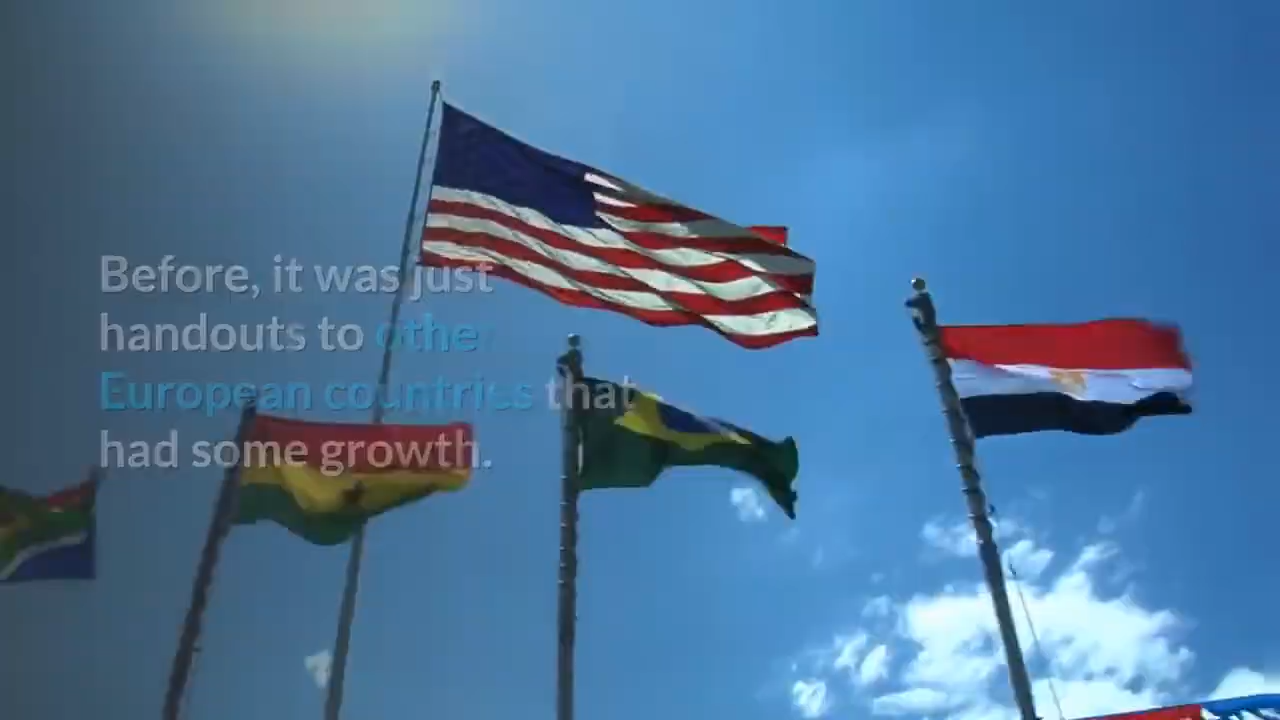 Before, it was just
handouts to other
European countries that
had some growth.